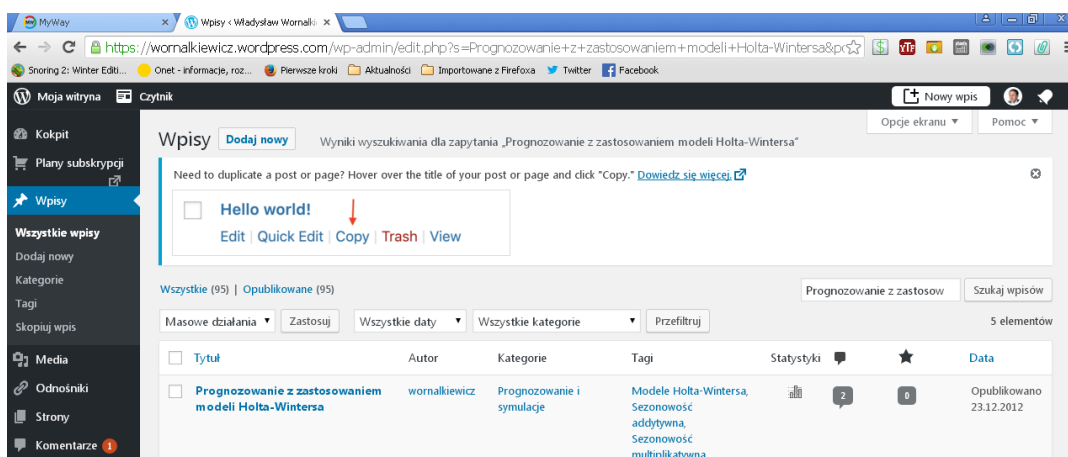 MyWay
Wpisy < Władysław Wornalki
https://wornalkiewicz.wordpress.com/wp-admin/edit.php?s=Prognozowanie+z+zastosowaniem+modeli+Holta-Wintersa&
YTF
Snoring 2: Winter Editi...
Onet - informacje, roz...
Pierwsze kroki
Aktualności
Importowane z Firefoxa
Twitter
Facebook
Moja witryna
Czytnik
Nowy wpis
Kokpit
Plany subskrypcji
Wpisy
Wszystkie wpisy
Dodaj nowy
Kategorie
Tagi
Skopiuj wpis
Media
Odnośniki
Strony
Komentarze 1
Opcje ekranu
Pomoc
Wpisy Dodaj nowy Wyniki wyszukiwania dla zapytania „Prognozowanie z zastosowaniem modeli Holta-Wintersa”
Need to duplicate a post or page? Hover over the title of your post or page and click "Copy." Dowiedz się więcej.
Hello world!
Edit | Quick Edit | Copy | Trash | View
Wszystkie (95) | Opublikowane (95)
Prognozowanie z zastosow
Szukaj wpisów
Masowe działania
Zastosuj
Wszystkie daty
Wszystkie kategorie
Przefiltruj
5 elementów
Tytuł Autor Kategorie Tagi Statystyki Data
Prognozowanie z zastosowaniem
modeli Holta-Wintersa
wornalkiewicz
Prognozowanie i
symulacje
Modele Holta-Wintersa,
Sezonowość
addytywna,
Sezonowość
multiplikatywna
2
0
Opublikowano
23.12.2012